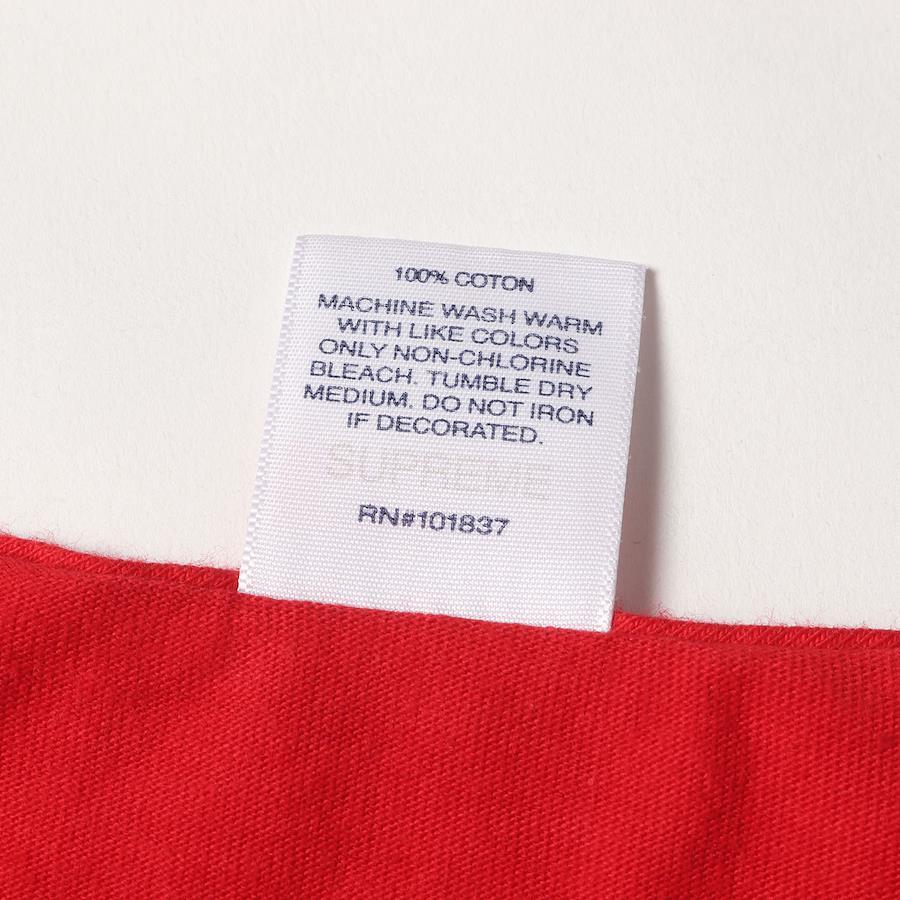 100% COTON
MACHINE WASH WARM
WITH LIKE COLORS
ONLY NON-CHLORINE
BLEACH. TUMBLE DRY
MEDIUM. DO NOT IRON
IF DECORATED.
SUPREME
RN#101837